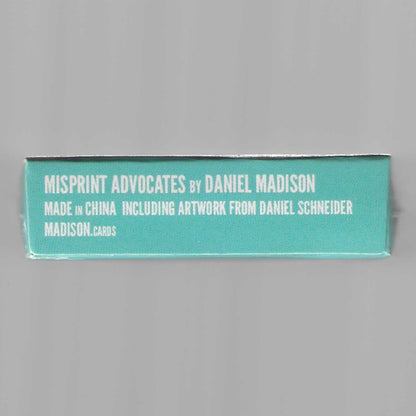 MISPRINT ADVOCATES BY DANIEL MADISON
MADE IN CHINA INCLUDING ARTWORK FROM DANIEL SCHNEIDER
MADISON.CARDS